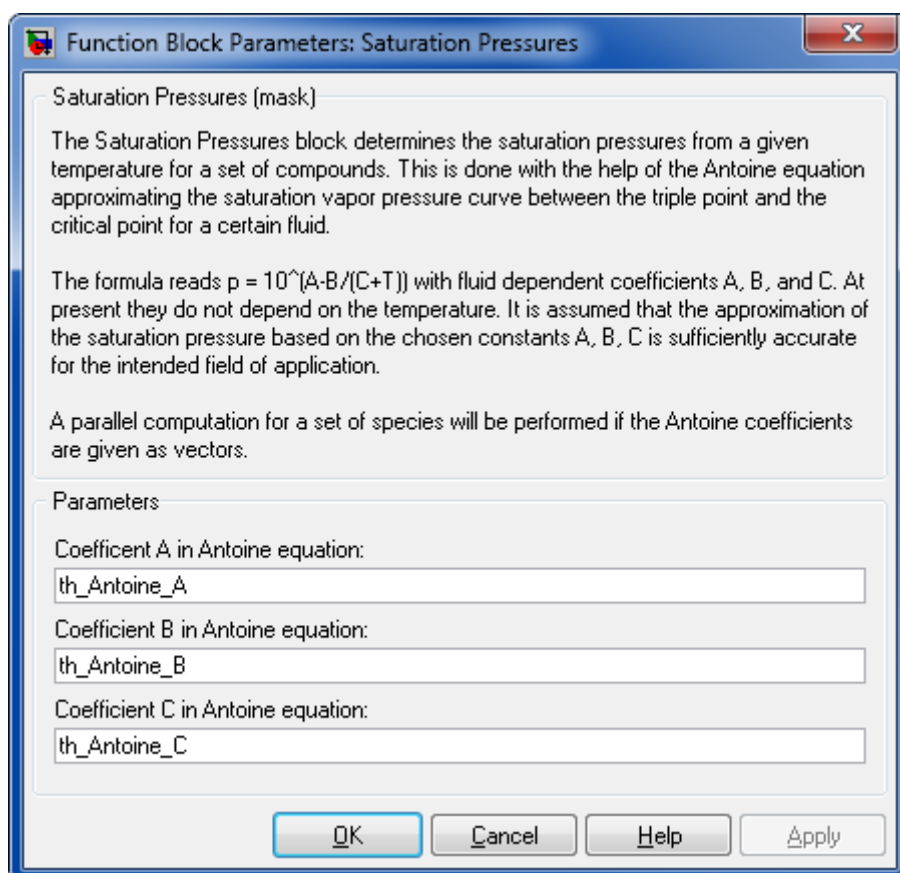 Function Block Parameters: Saturation Pressures
Saturation Pressures (mask)
The Saturation Pressures block determines the saturation pressures from a given
temperature for a set of compounds. This is done with the help of the Antoine equation
approximating the saturation vapor pressure curve between the triple point and the
critical point for a certain fluid.
The formula reads p = 10^(A-B/(C+T)) with fluid dependent coefficients A, B, and C. At
present they do not depend on the temperature. It is assumed that the approximation of
the saturation pressure based on the chosen constants A, B, C is sufficiently accurate
for the intended field of application.
A parallel computation for a set of species will be performed if the Antoine coefficients
are given as vectors.
Parameters
Coefficent A in Antoine equation:
th_Antoine_A
Coefficient B in Antoine equation:
th_Antoine_B
Coefficient C in Antoine equation:
th_Antoine_C
OK Cancel Help Apply